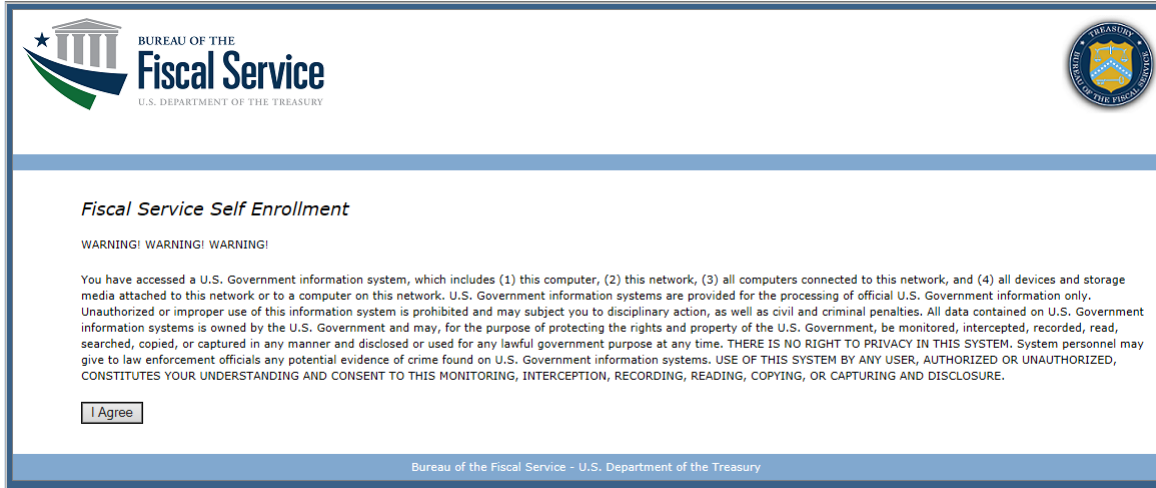 BUREAU OF THE
Fiscal Service
U.S. DEPARTMENT OF THE TREASURY
TREASURY
BUREAU OF THE FISCAL SERVICE
Fiscal Service Self Enrollment
WARNING! WARNING! WARNING!
You have accessed a U.S. Government information system, which includes (1) this computer, (2) this network, (3) all computers connected to this network, and (4) all devices and storage
media attached to this network or to a computer on this network. U.S. Government information systems are provided for the processing of official U.S. Government information only.
Unauthorized or improper use of this information system is prohibited and may subject you to disciplinary action, as well as civil and criminal penalties. All data contained on U.S. Government
information systems is owned by the U.S. Government and may, for the purpose of protecting the rights and property of the U.S. Government, be monitored, intercepted, recorded, read,
searched, copied, or captured in any manner and disclosed or used for any lawful government purpose at any time. THERE IS NO RIGHT TO PRIVACY IN THIS SYSTEM. System personnel may
give to law enforcement officials any potential evidence of crime found on U.S. Government information systems. USE OF THIS SYSTEM BY ANY USER, AUTHORIZED OR UNAUTHORIZED,
CONSTITUTES YOUR UNDERSTANDING AND CONSENT TO THIS MONITORING, INTERCEPTION, RECORDING, READING, COPYING, OR CAPTURING AND DISCLOSURE.
I Agree
Bureau of the Fiscal Service - U.S. Department of the Treasury